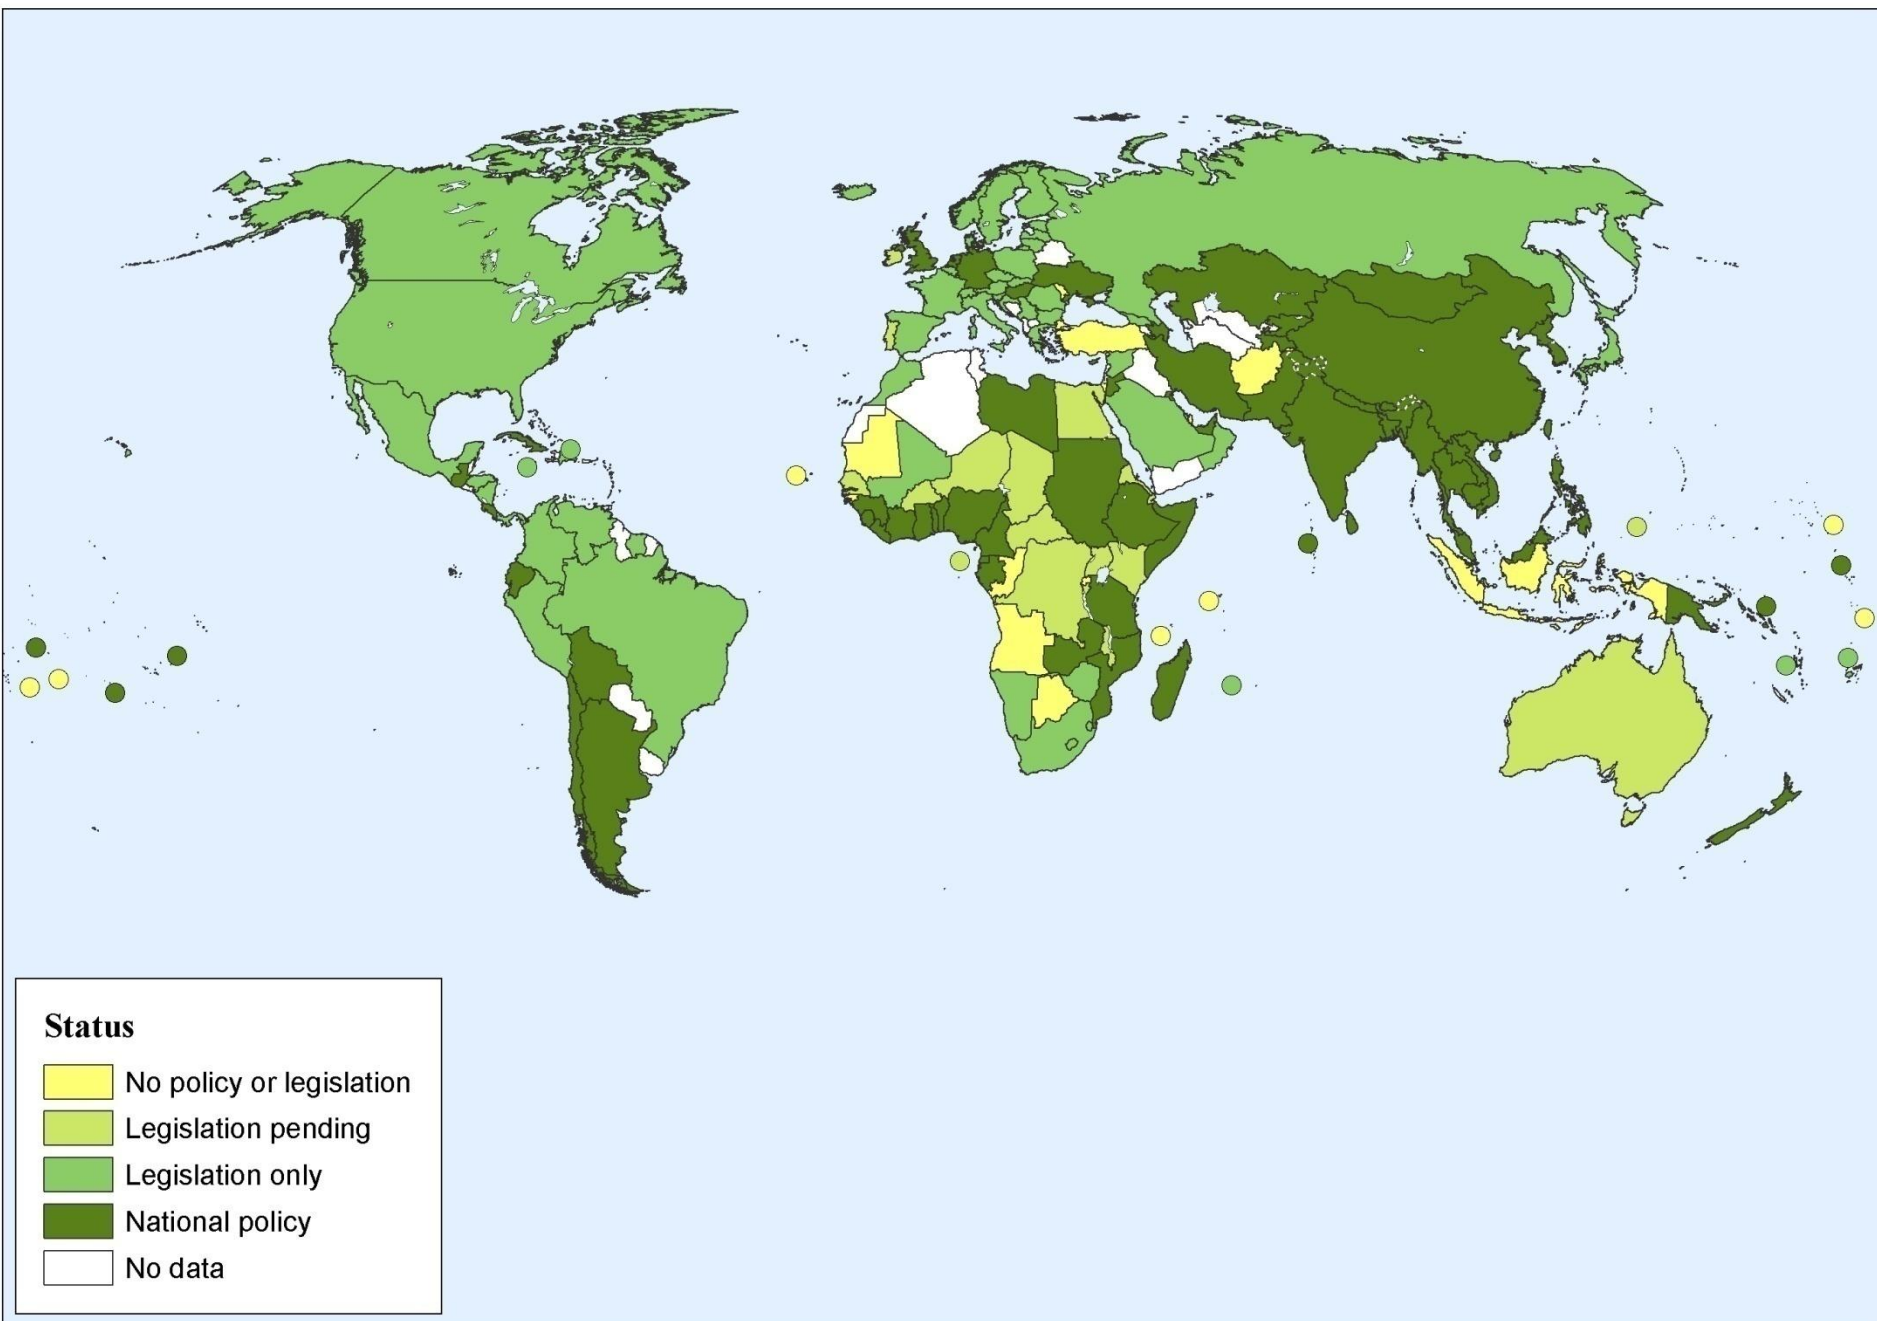 Status
No policy or legislation
Legislation pending
Legislation only
National policy
No data